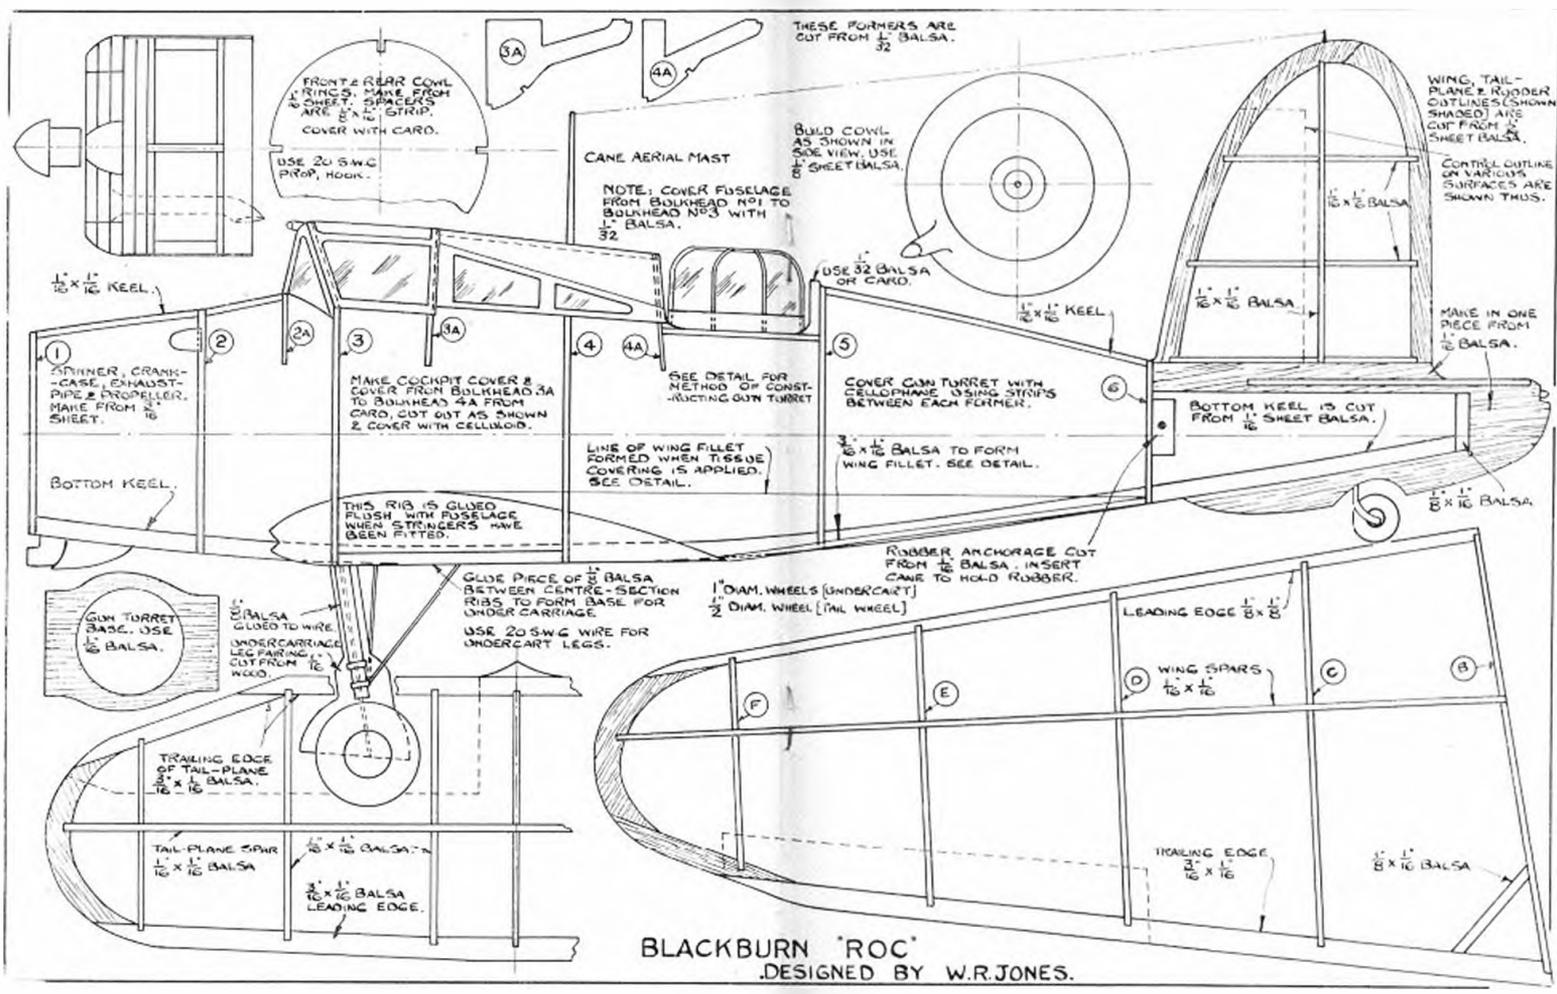 3A
4A
THESE FORMERS ARE
CUT FROM 1/32" BALSA.
FRONT & REAR COWL
RINGS. MAKE FROM
1/16" SHEET. SPACERS
ARE 1/8" x 1/16" STRIP.
COVER WITH CARD.
USE 20 S.W.G
PROP, HOOK.
CANE AERIAL MAST
NOTE: COVER FUSELAGE
FROM BULKHEAD Nº1 TO
BULKHEAD Nº3 WITH
1/32" BALSA.
BUILD COWL
AS SHOWN IN
SIDE VIEW. USE
1/8" SHEET BALSA.
WING, TAIL-
PLANE & RUDDER
OUTLINES (SHOWN
SHADED) ARE
CUT FROM 1/16"
SHEET BALSA.
CONTROL OUTLINE
ON VARIOUS
SURFACES ARE
SHOWN THUS.
1/16" x 1/16" BALSA
1/16" x 1/16" BALSA.
1/16" x 1/16" KEEL.
USE 1/32" BALSA
OR CARD.
1/16" x 1/16" KEEL
MAKE IN ONE
PIECE FROM
1/16" BALSA.
1
2
2A
3
3A
4
4A
5
6
SPINNER, CRANK-
-CASE, EXHAUST-
PIPE & PROPELLER.
MAKE FROM 3/16"
SHEET.
MAKE COCKPIT COVER &
COVER FROM BULKHEAD 3A
TO BULKHEAD 4A FROM
CARD, CUT OUT AS SHOWN
& COVER WITH CELLULOID.
SEE DETAIL FOR
METHOD OF CONST-
-RUCTING GUN TURRET
COVER GUN TURRET WITH
CELLOPHANE USING STRIPS
BETWEEN EACH FORMER.
BOTTOM KEEL IS CUT
FROM 1/16" SHEET BALSA.
LINE OF WING FILLET
FORMED WHEN TISSUE
COVERING IS APPLIED.
SEE DETAIL.
3/16" x 1/16" BALSA TO FORM
WING FILLET. SEE DETAIL.
BOTTOM KEEL.
THIS RIB IS GLUED
FLUSH WITH FUSELAGE
WHEN STRINGERS HAVE
BEEN FITTED.
1/8" x 1/16" BALSA
RUBBER ANCHORAGE CUT
FROM 1/16" BALSA. INSERT
CANE TO HOLD RUBBER.
GUN TURRET
BASE. USE
1/16" BALSA.
1/8" BALSA
GLUED TO WIRE
UNDERCARRIAGE
LEG FAIRING,
CUT FROM 1/16"
WOOD.
GLUE PIECE OF 1/8" BALSA
BETWEEN CENTRE-SECTION
RIBS TO FORM BASE FOR
UNDER CARRIAGE
USE 20 S.W.G WIRE FOR
UNDERCART LEGS.
1" DIAM. WHEELS [UNDERCART]
1/2" DIAM. WHEEL [TAIL WHEEL]
LEADING EDGE 1/8" x 1/8"
WING SPARS
1/16" x 1/16"
F
E
D
C
B
TRAILING EDGE
OF TAIL-PLANE
3/16" x 1/16" BALSA.
TAIL-PLANE SPAR
1/16" x 1/16" BALSA
1/16" x 1/16" BALSA.
3/16" x 1/16" BALSA
LEADING EDGE.
TRAILING EDGE
3/16" x 1/16"
1/8" x 1/16" BALSA
BLACKBURN "ROC"
.DESIGNED BY W.R.JONES.